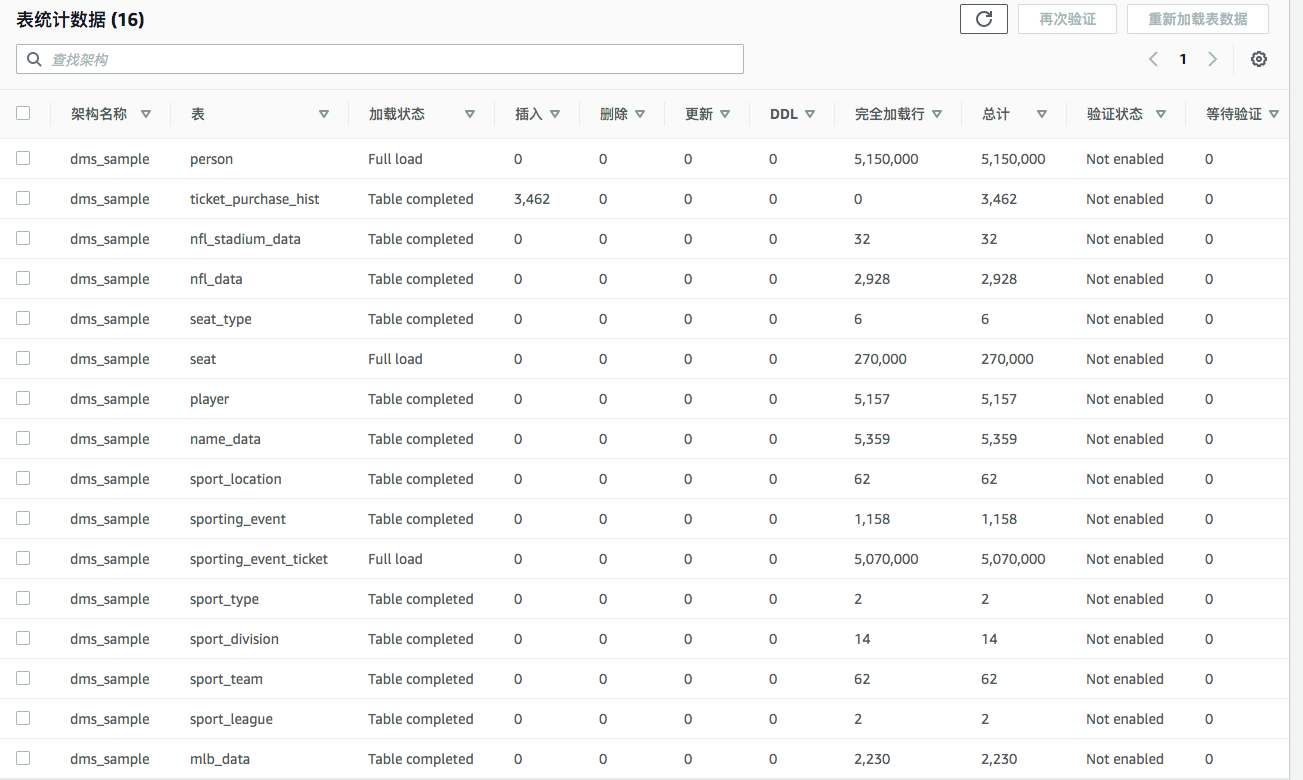 表统计数据 (16)
再次验证
重新加载表数据
查找架构
1
架构名称 表 加载状态 插入 删除 更新 DDL 完全加载行 总计 验证状态 等待验证
dms_sample person Full load 0 0 0 0 5,150,000 5,150,000 Not enabled 0
dms_sample ticket_purchase_hist Table completed 3,462 0 0 0 0 3,462 Not enabled 0
dms_sample nfl_stadium_data Table completed 0 0 0 0 32 32 Not enabled 0
dms_sample nfl_data Table completed 0 0 0 0 2,928 2,928 Not enabled 0
dms_sample seat_type Table completed 0 0 0 0 6 6 Not enabled 0
dms_sample seat Full load 0 0 0 0 270,000 270,000 Not enabled 0
dms_sample player Table completed 0 0 0 0 5,157 5,157 Not enabled 0
dms_sample name_data Table completed 0 0 0 0 5,359 5,359 Not enabled 0
dms_sample sport_location Table completed 0 0 0 0 62 62 Not enabled 0
dms_sample sporting_event Table completed 0 0 0 0 1,158 1,158 Not enabled 0
dms_sample sporting_event_ticket Full load 0 0 0 0 5,070,000 5,070,000 Not enabled 0
dms_sample sport_type Table completed 0 0 0 0 2 2 Not enabled 0
dms_sample sport_division Table completed 0 0 0 0 14 14 Not enabled 0
dms_sample sport_team Table completed 0 0 0 0 62 62 Not enabled 0
dms_sample sport_league Table completed 0 0 0 0 2 2 Not enabled 0
dms_sample mlb_data Table completed 0 0 0 0 2,230 2,230 Not enabled 0